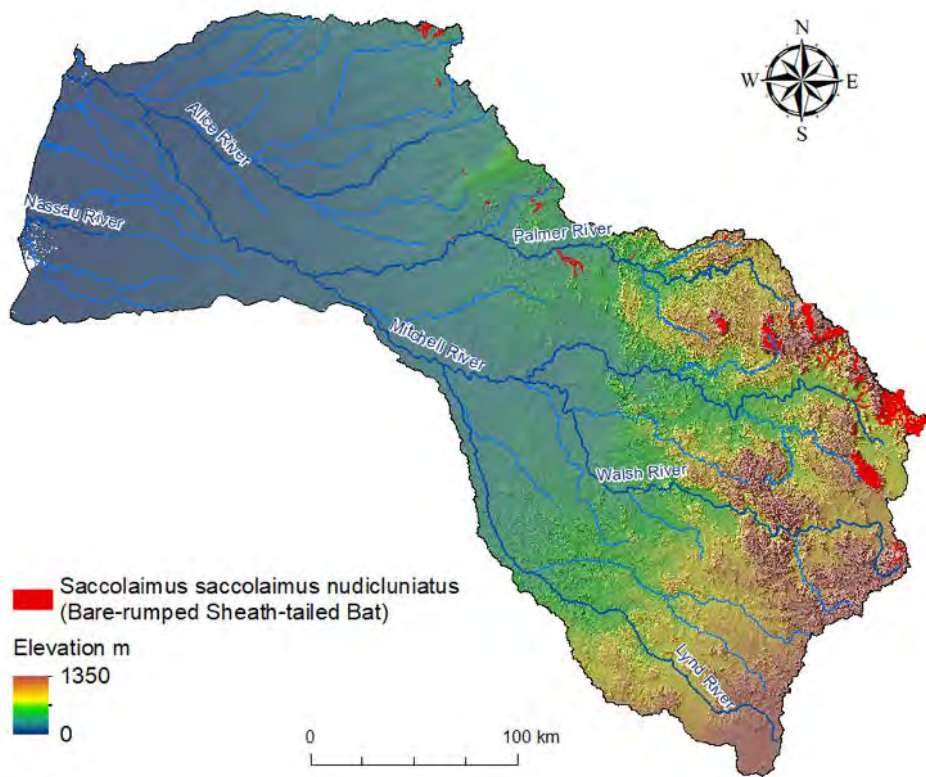 N
W
E
S
Alice River
Nassau River
Palmer River
Mitchell River
Walsh River
Saccolaimus saccolaimus nudicluniatus
(Bare-rumped Sheath-tailed Bat)
Elevation m
1350
0
Lynd River
0
100 km